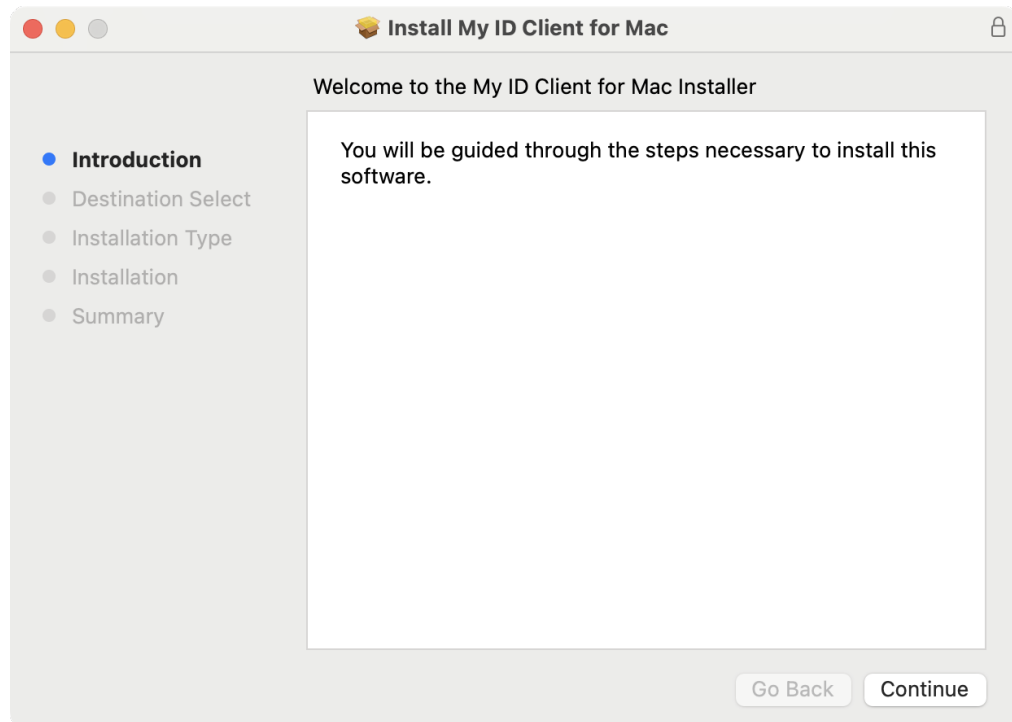 Install My ID Client for Mac
Welcome to the My ID Client for Mac Installer
Introduction
Destination Select
Installation Type
Installation
Summary
You will be guided through the steps necessary to install this
software.
Go Back
Continue